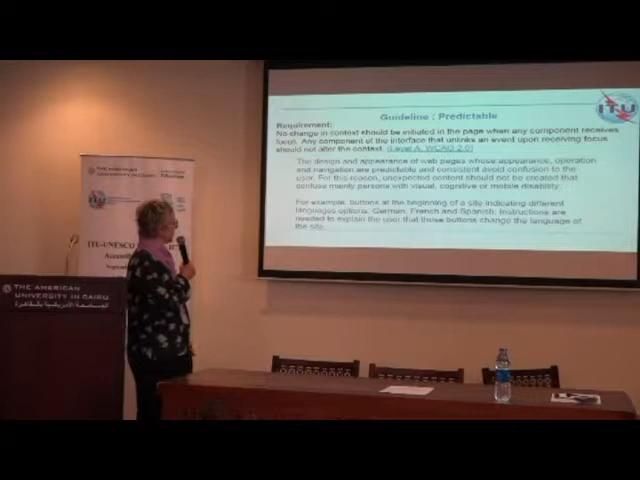 Guideline : Predictable
ITU
Requirement:
No change in context should be initiated in the page when any component receives
focus. Any component of the interface that unlinks an event upon receiving focus
should not alter the context. (Level A, WCAG 2.0)
The design and appearance of web pages whose appearance, operation
and navigation are predictable and consistent avoid confusion to the
user. For this reason, unexpected content should not be created that
confuse mainly persons with visual, cognitive or mobile disability.
For example, buttons at the beginning of a site indicating different
languages options, German, French and Spanish. Instructions are
needed to explain the user that those buttons change the language of
the site.
THE AMERICAN
ITU-UNESCO
THE AMERICAN
UNIVERSITY IN CAIRO
الجامعة الأمريكية بالقاهرة